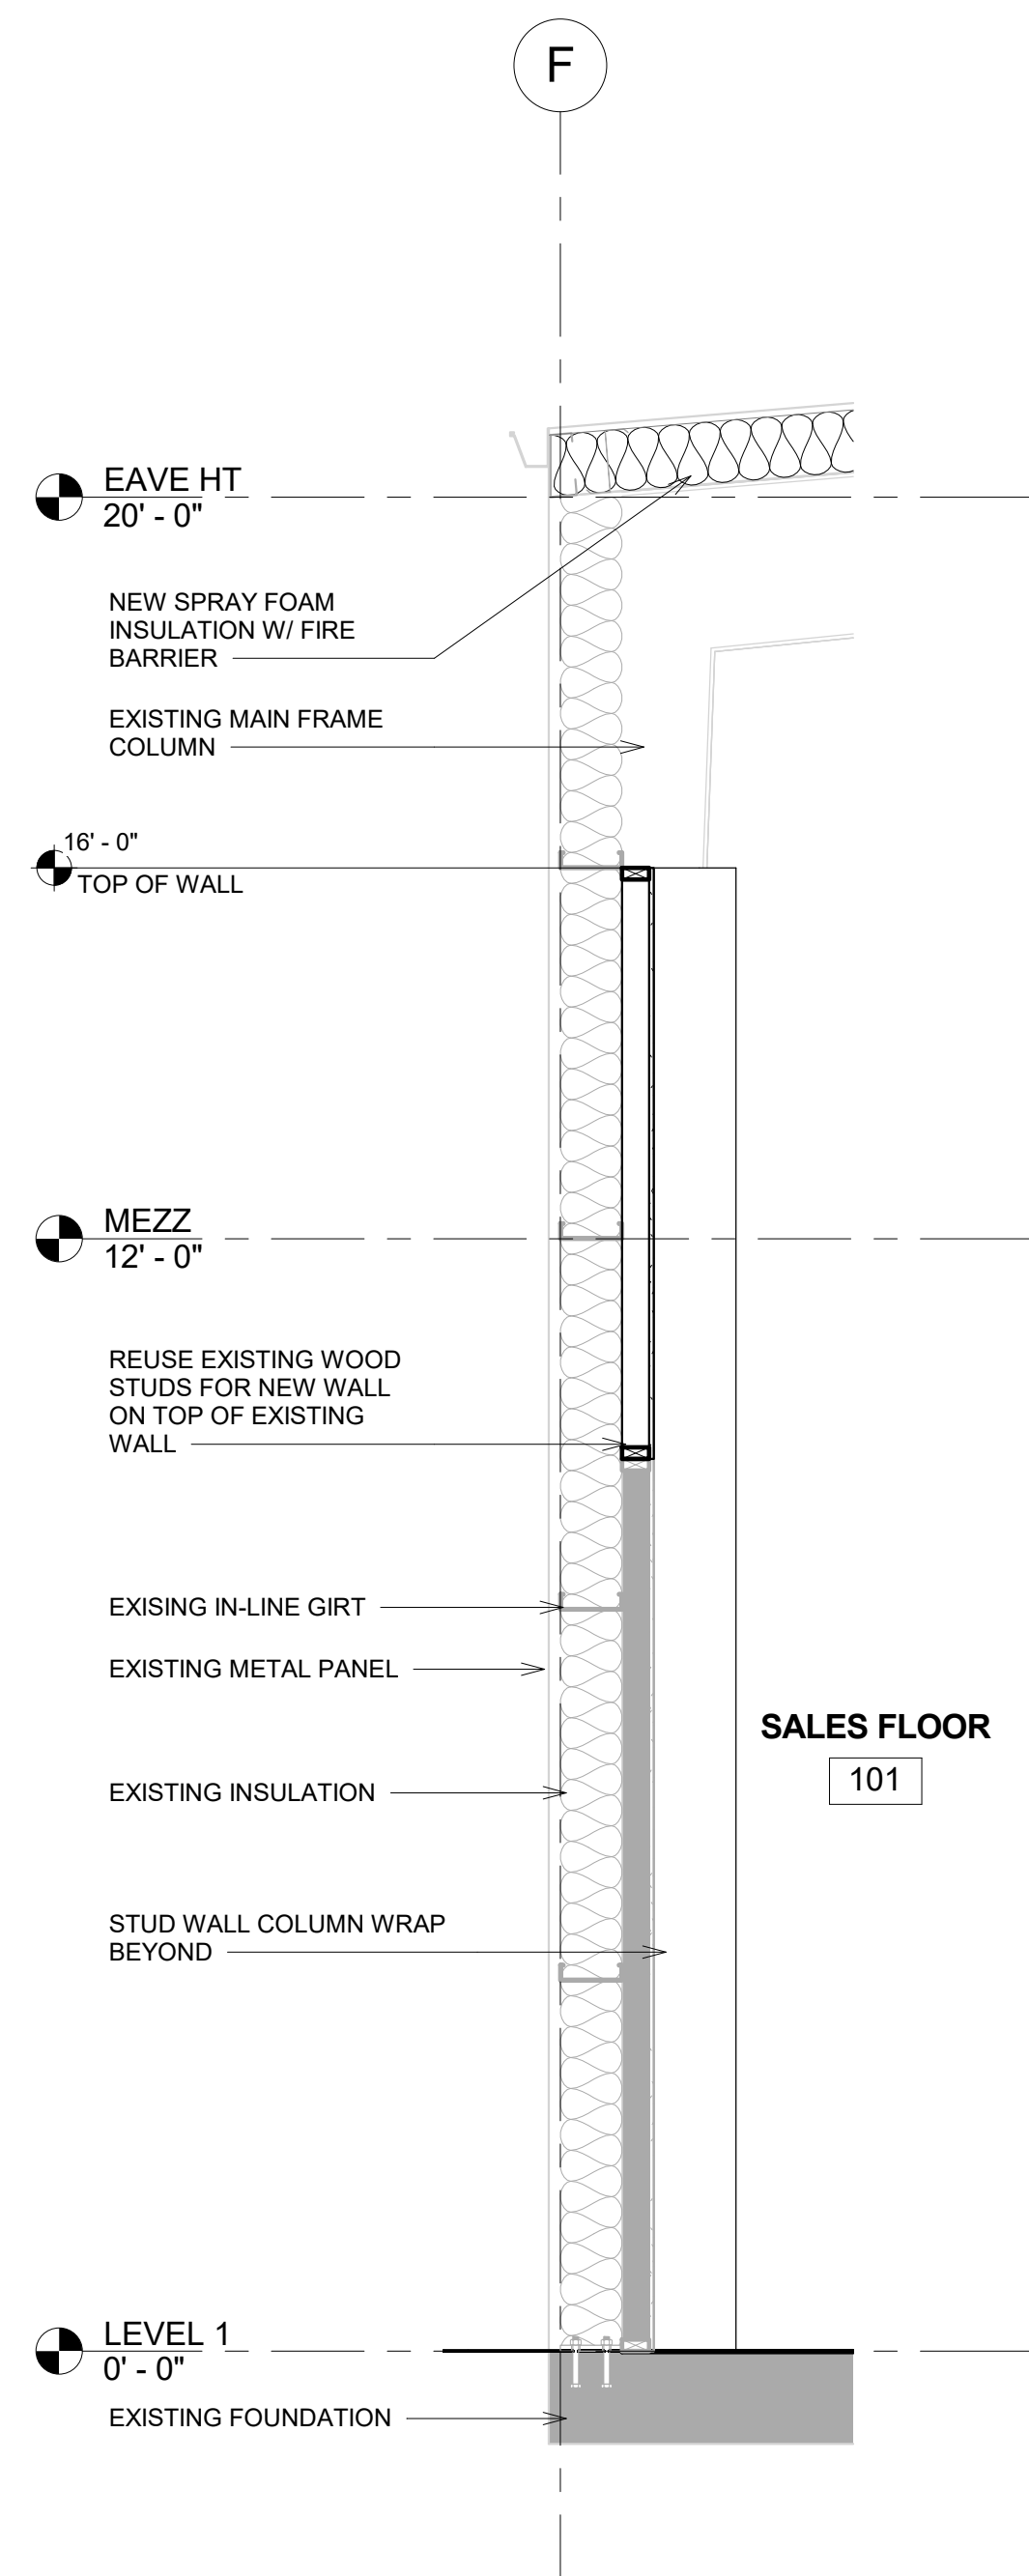 F
EAVE HT
20' - 0"
NEW SPRAY FOAM
INSULATION W/ FIRE
BARRIER
EXISTING MAIN FRAME
COLUMN
16' - 0"
TOP OF WALL
MEZZ
12' - 0"
REUSE EXISTING WOOD
STUDS FOR NEW WALL
ON TOP OF EXISTING
WALL
EXISING IN-LINE GIRT
EXISTING METAL PANEL
SALES FLOOR
101
EXISTING INSULATION
STUD WALL COLUMN WRAP
BEYOND
LEVEL 1
0' - 0"
EXISTING FOUNDATION